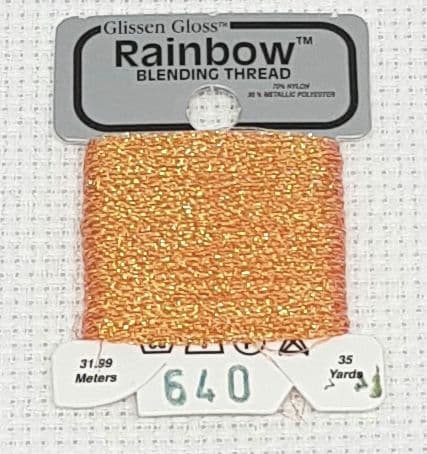 Glissen Gloss™
Rainbow™
BLENDING THREAD
70% NYLON
30 % METALLIC POLYESTER
31.99
Meters
640
35
Yards